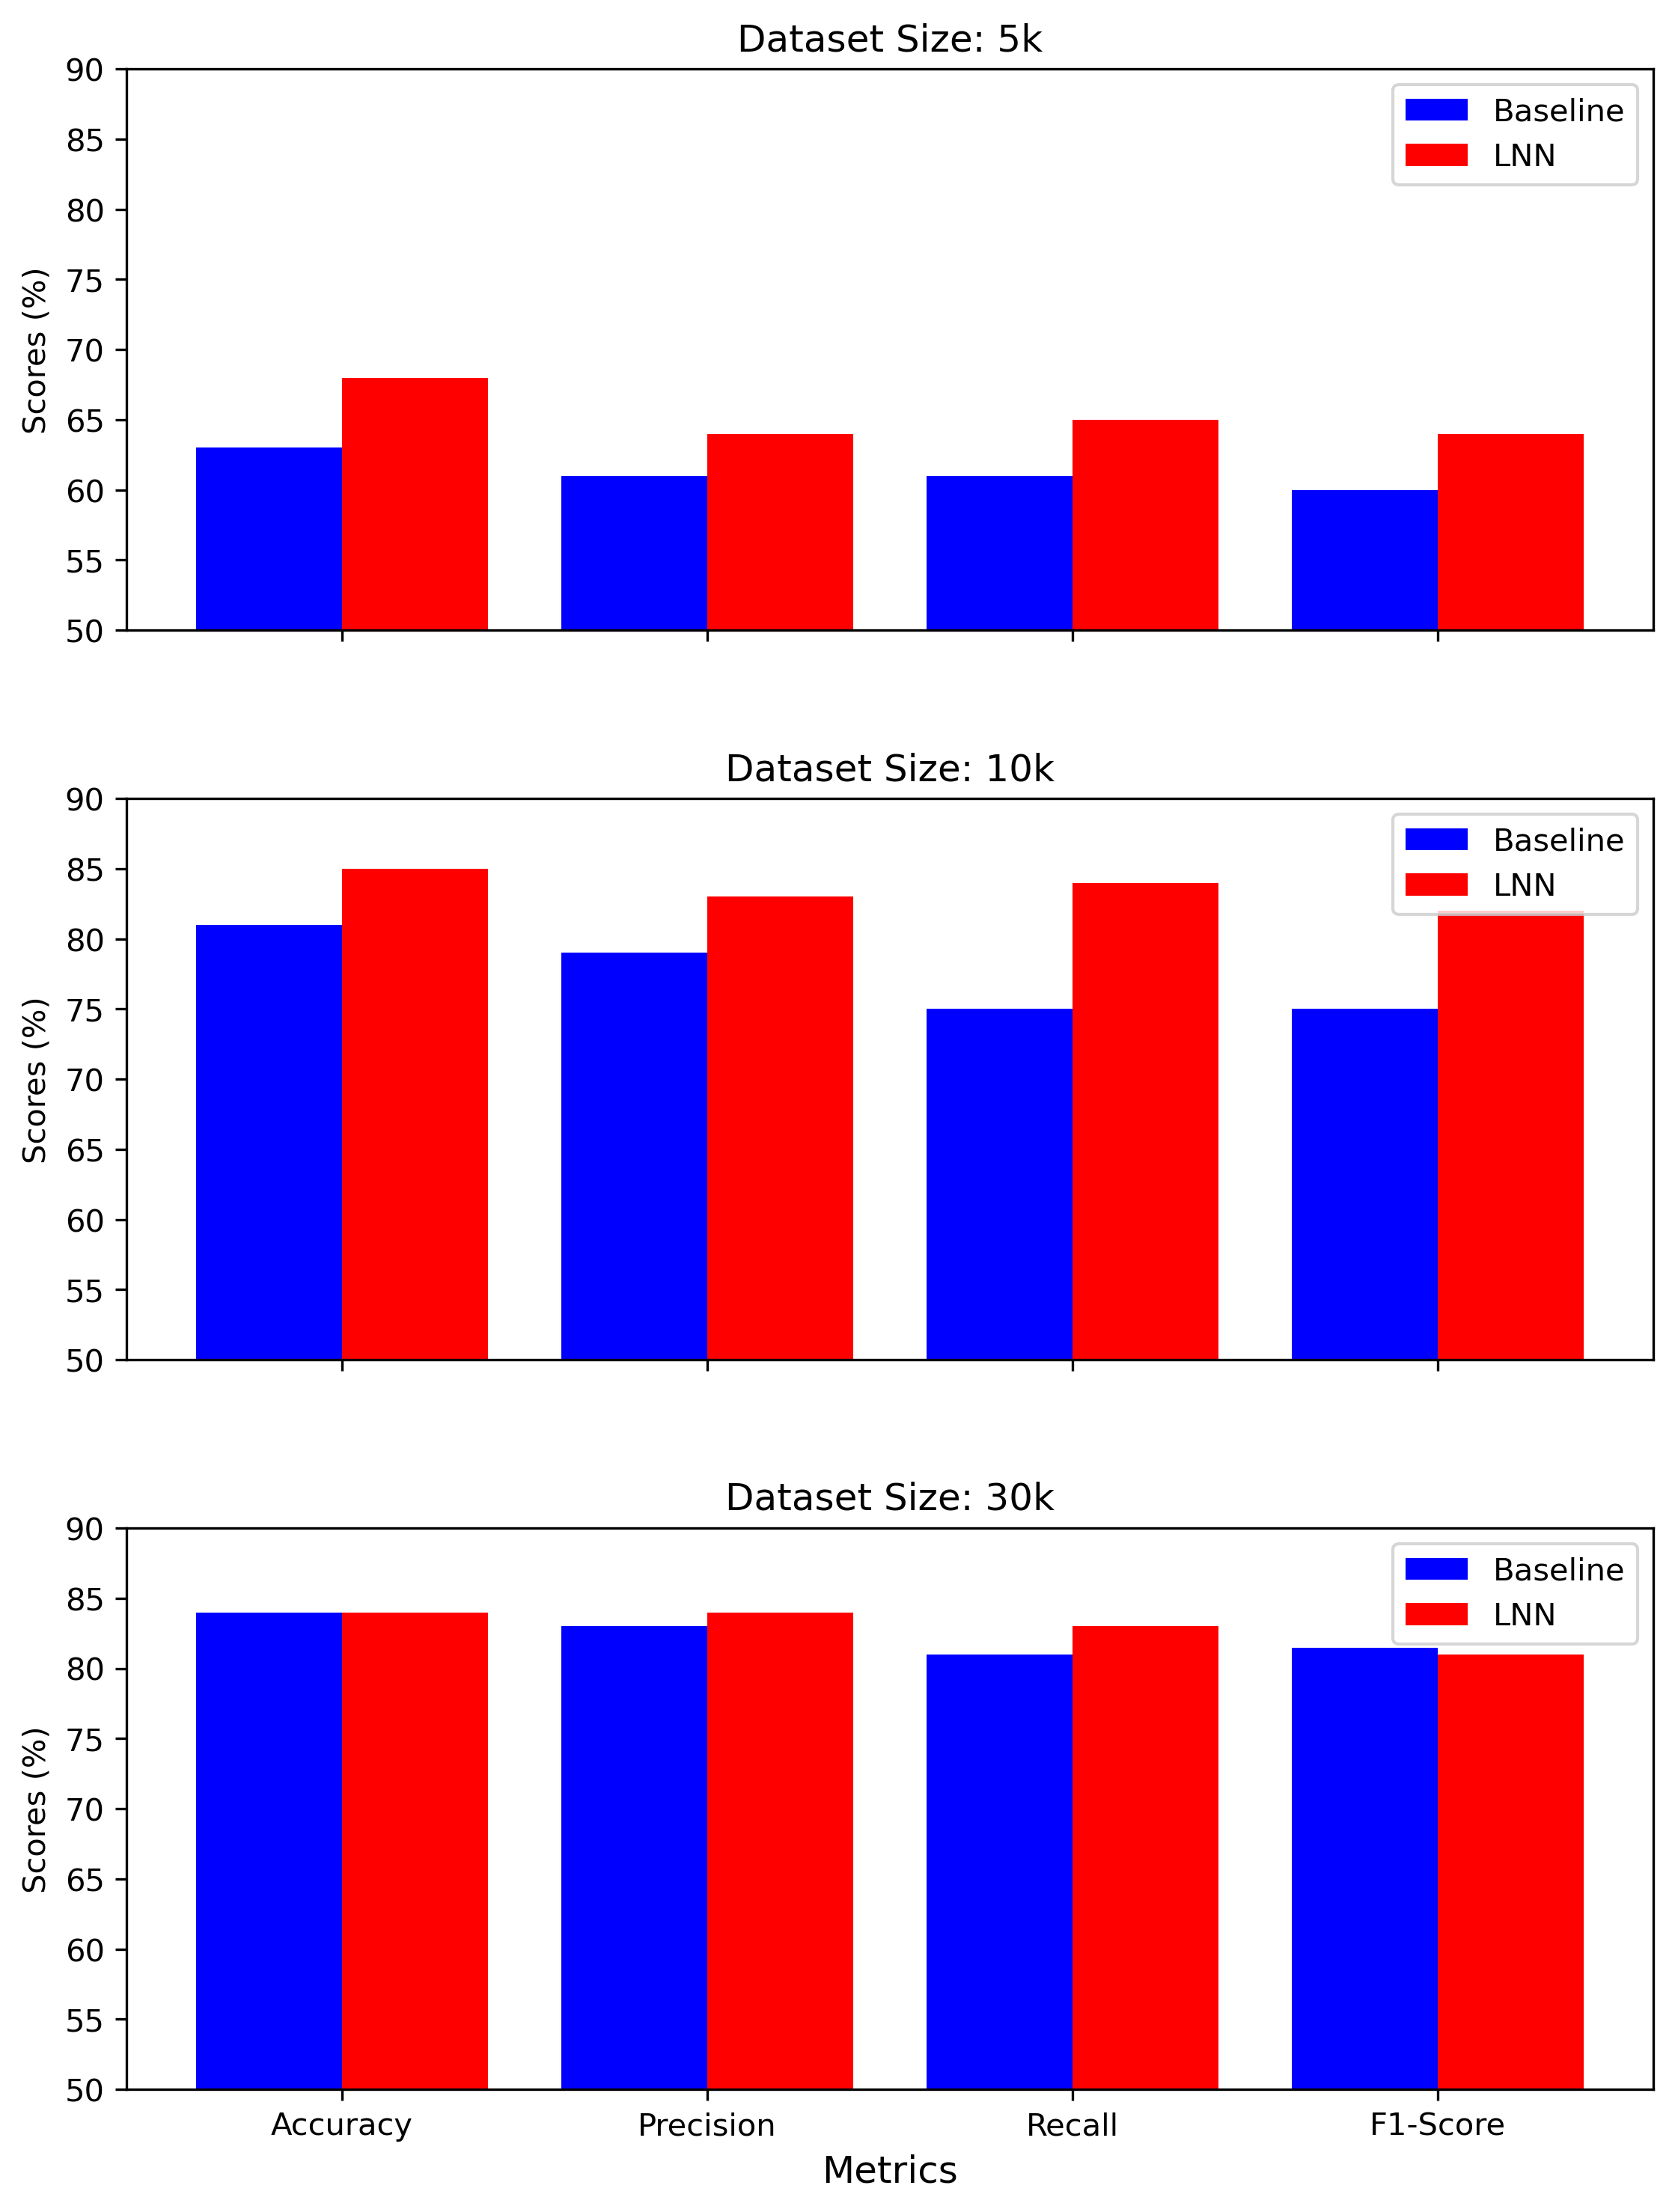 Dataset Size: 5k
90
85
80
75
70
65
60
55
50
Scores (%)
Baseline
LNN
Dataset Size: 10k
90
85
80
75
70
65
60
55
50
Scores (%)
Baseline
LNN
Dataset Size: 30k
90
85
80
75
70
65
60
55
50
Scores (%)
Baseline
LNN
Accuracy Precision Recall F1-Score
Metrics